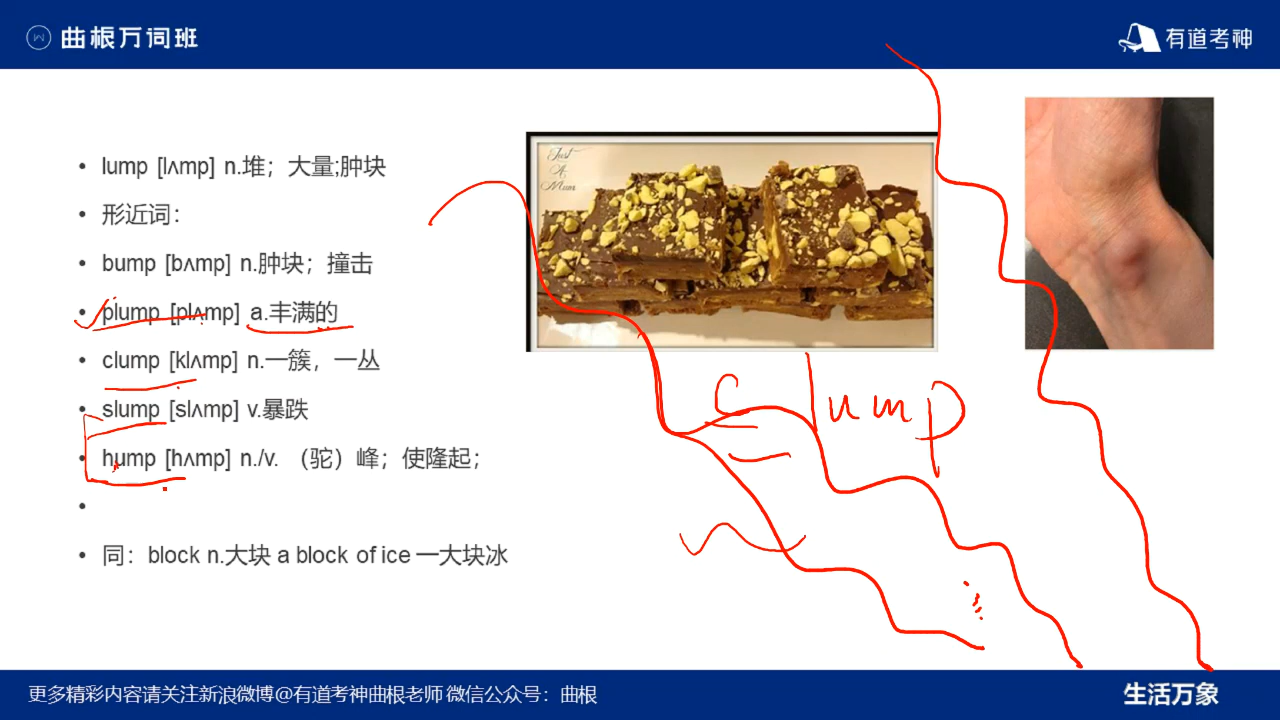 曲根万词班
有道考神
• lump [lʌmp] n.堆；大量;肿块
• 形近词：
• bump [bʌmp] n.肿块；撞击
• plump [plʌmp] a.丰满的
• clump [klʌmp] n.一簇，一丛
• slump [slʌmp] v.暴跌
• hump [hʌmp] n./v. （驼）峰；使隆起；
•
• 同：block n.大块 a block of ice 一大块冰
Just
A
Mum
clump
更多精彩内容请关注新浪微博@有道考神曲根老师 微信公众号：曲根
生活万象